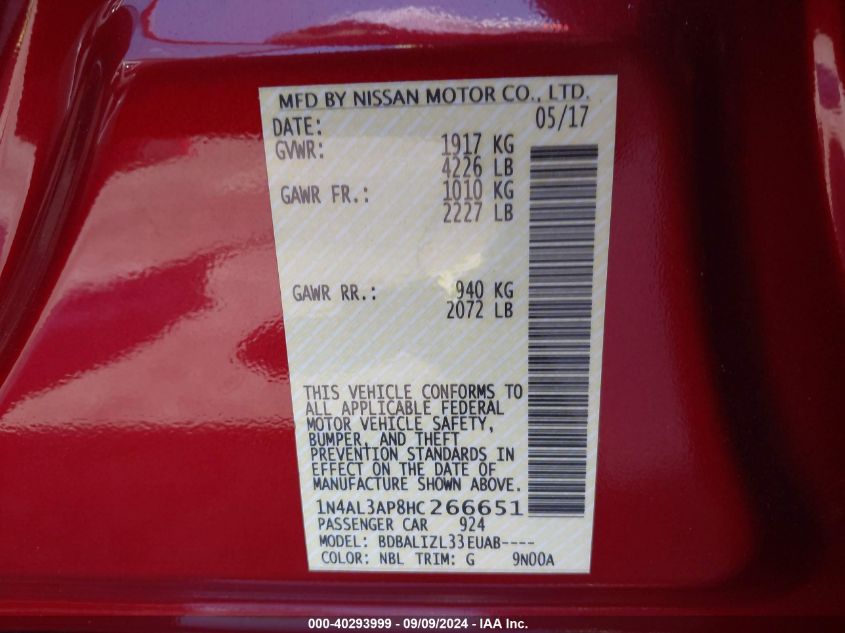 MFD BY NISSAN MOTOR CO., LTD.
DATE: 05/17
GVWR: 1917 KG
4226 LB
GAWR FR.: 1010 KG
2227 LB
GAWR RR.: 940 KG
2072 LB
THIS VEHICLE CONFORMS TO
ALL APPLICABLE FEDERAL
MOTOR VEHICLE SAFETY,
BUMPER, AND THEFT
PREVENTION STANDARDS IN
EFFECT ON THE DATE OF
MANUFACTURE SHOWN ABOVE.
1N4AL3AP8HC266651
PASSENGER CAR 924
MODEL: BDBALIZL33EUAB----
COLOR: NBL TRIM: G 9N00A
000-40293999 - 09/09/2024 - IAA Inc.